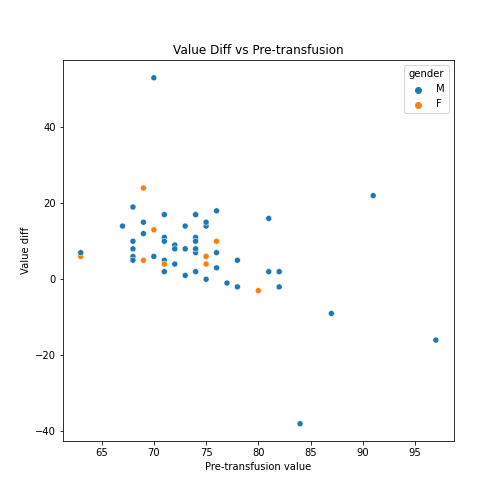 Value Diff vs Pre-transfusion
gender
M
F
40
20
0
−20
−40
Value diff
65 70 75 80 85 90 95
Pre-transfusion value